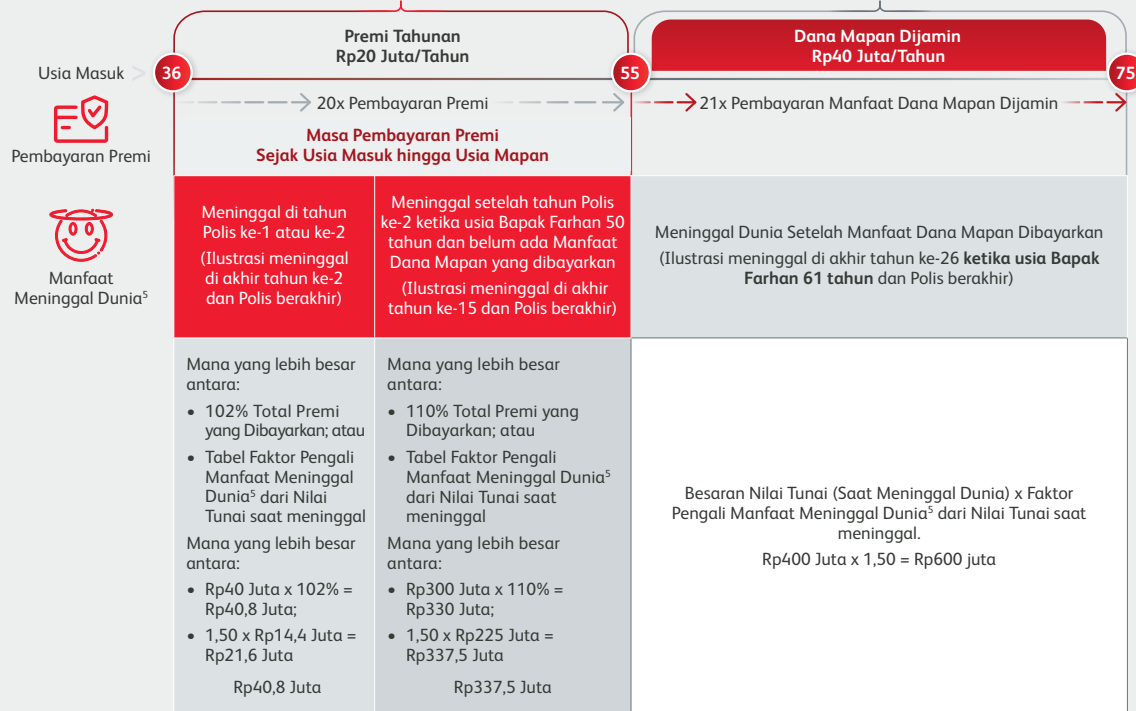 Premi Tahunan
Rp20 Juta/Tahun
Dana Mapan Dijamin
Rp40 Juta/Tahun
Usia Masuk
36
55
75
20x Pembayaran Premi
21x Pembayaran Manfaat Dana Mapan Dijamin
Pembayaran Premi
Masa Pembayaran Premi
Sejak Usia Masuk hingga Usia Mapan
Manfaat
Meninggal Dunia⁵
Meninggal di tahun
Polis ke-1 atau ke-2
(Ilustrasi meninggal
di akhir tahun ke-2
dan Polis berakhir)
Meninggal setelah tahun Polis
ke-2 ketika usia Bapak Farhan 50
tahun dan belum ada Manfaat
Dana Mapan yang dibayarkan
(Ilustrasi meninggal di akhir
tahun ke-15 dan Polis berakhir)
Meninggal Dunia Setelah Manfaat Dana Mapan Dibayarkan
(Ilustrasi meninggal di akhir tahun ke-26 ketika usia Bapak
Farhan 61 tahun dan Polis berakhir)
Mana yang lebih besar
antara:
• 102% Total Premi
yang Dibayarkan; atau
• Tabel Faktor Pengali
Manfaat Meninggal
Dunia⁵ dari Nilai
Tunai saat meninggal
Mana yang lebih besar
antara:
• Rp40 Juta x 102% =
Rp40,8 Juta;
• 1,50 x Rp14,4 Juta =
Rp21,6 Juta
Rp40,8 Juta
Mana yang lebih besar
antara:
• 110% Total Premi yang
Dibayarkan; atau
• Tabel Faktor Pengali
Manfaat Meninggal Dunia⁵
dari Nilai Tunai saat
meninggal
Mana yang lebih besar
antara:
• Rp300 Juta x 110% =
Rp330 Juta;
• 1,50 x Rp225 Juta =
Rp337,5 Juta
Rp337,5 Juta
Besaran Nilai Tunai (Saat Meninggal Dunia) x Faktor
Pengali Manfaat Meninggal Dunia⁵ dari Nilai Tunai saat
meninggal.
Rp400 Juta x 1,50 = Rp600 juta